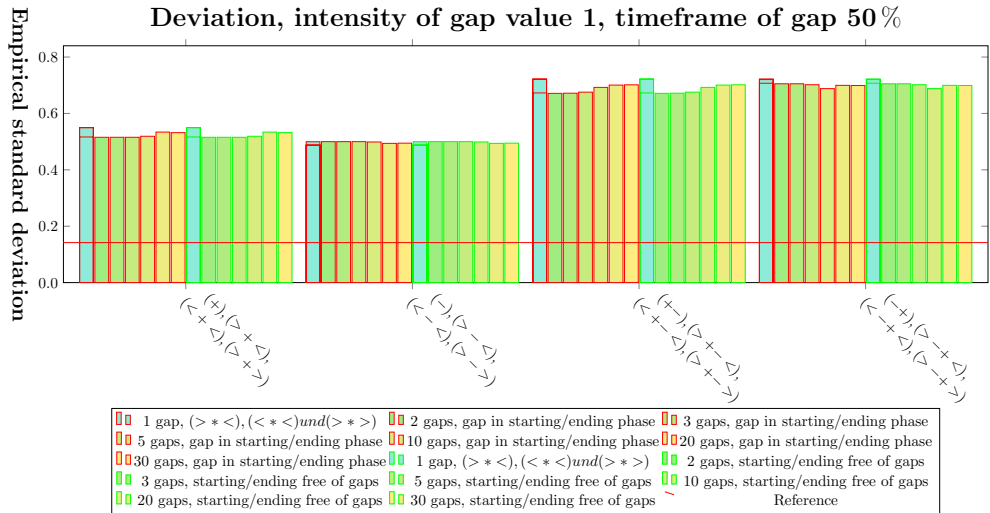 Deviation, intensity of gap value 1, timeframe of gap 50 %
Empirical standard deviation
0.8
0.6
0.4
0.2
0.0
(+),(> + <),
(< + <),(> + >)
(−),(> − <),
(< − <),(> − >)
(+−),(> + − <),
(< + − <),(> + − >)
(−+),(> − + <),
(< − + <),(> − + >)
1 gap, (> ∗ <), (< ∗ <)und(> ∗ >)
2 gaps, gap in starting/ending phase
3 gaps, gap in starting/ending phase
5 gaps, gap in starting/ending phase
10 gaps, gap in starting/ending phase
20 gaps, gap in starting/ending phase
30 gaps, gap in starting/ending phase
1 gap, (> ∗ <), (< ∗ <)und(> ∗ >)
2 gaps, starting/ending free of gaps
3 gaps, starting/ending free of gaps
5 gaps, starting/ending free of gaps
10 gaps, starting/ending free of gaps
20 gaps, starting/ending free of gaps
30 gaps, starting/ending free of gaps
Reference